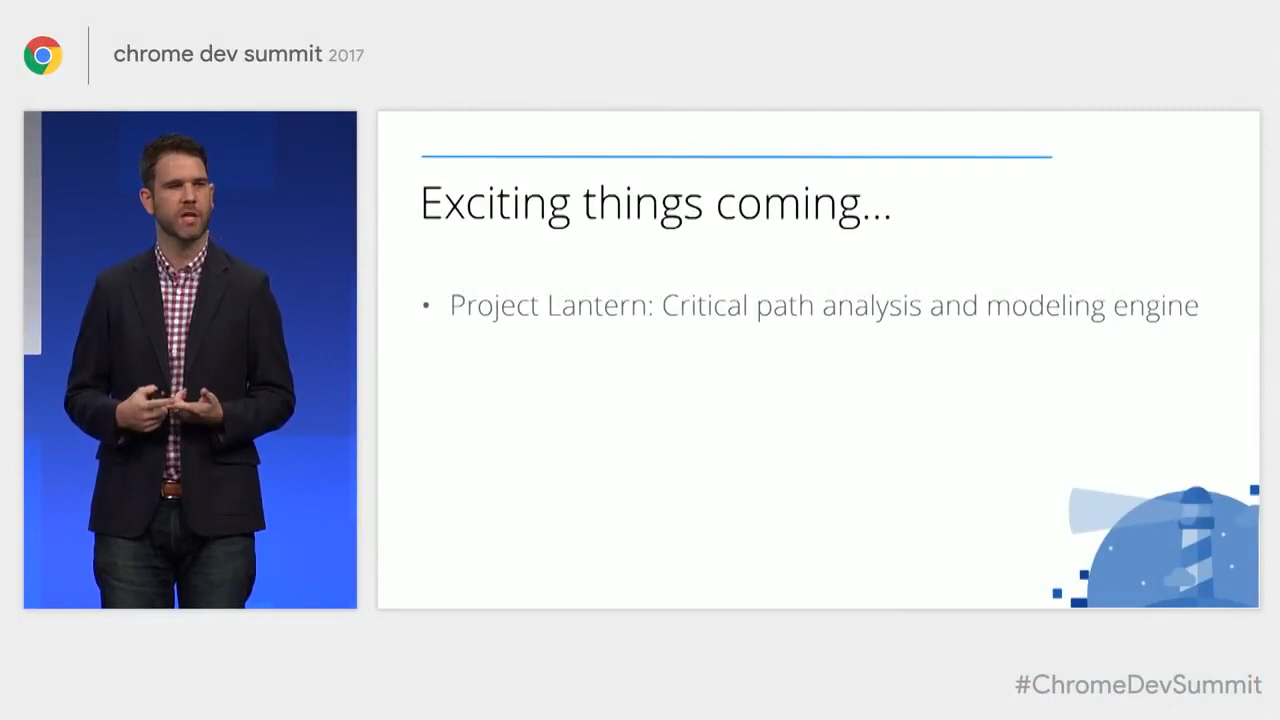 chrome dev summit 2017
Exciting things coming...
• Project Lantern: Critical path analysis and modeling engine
#ChromeDevSummit